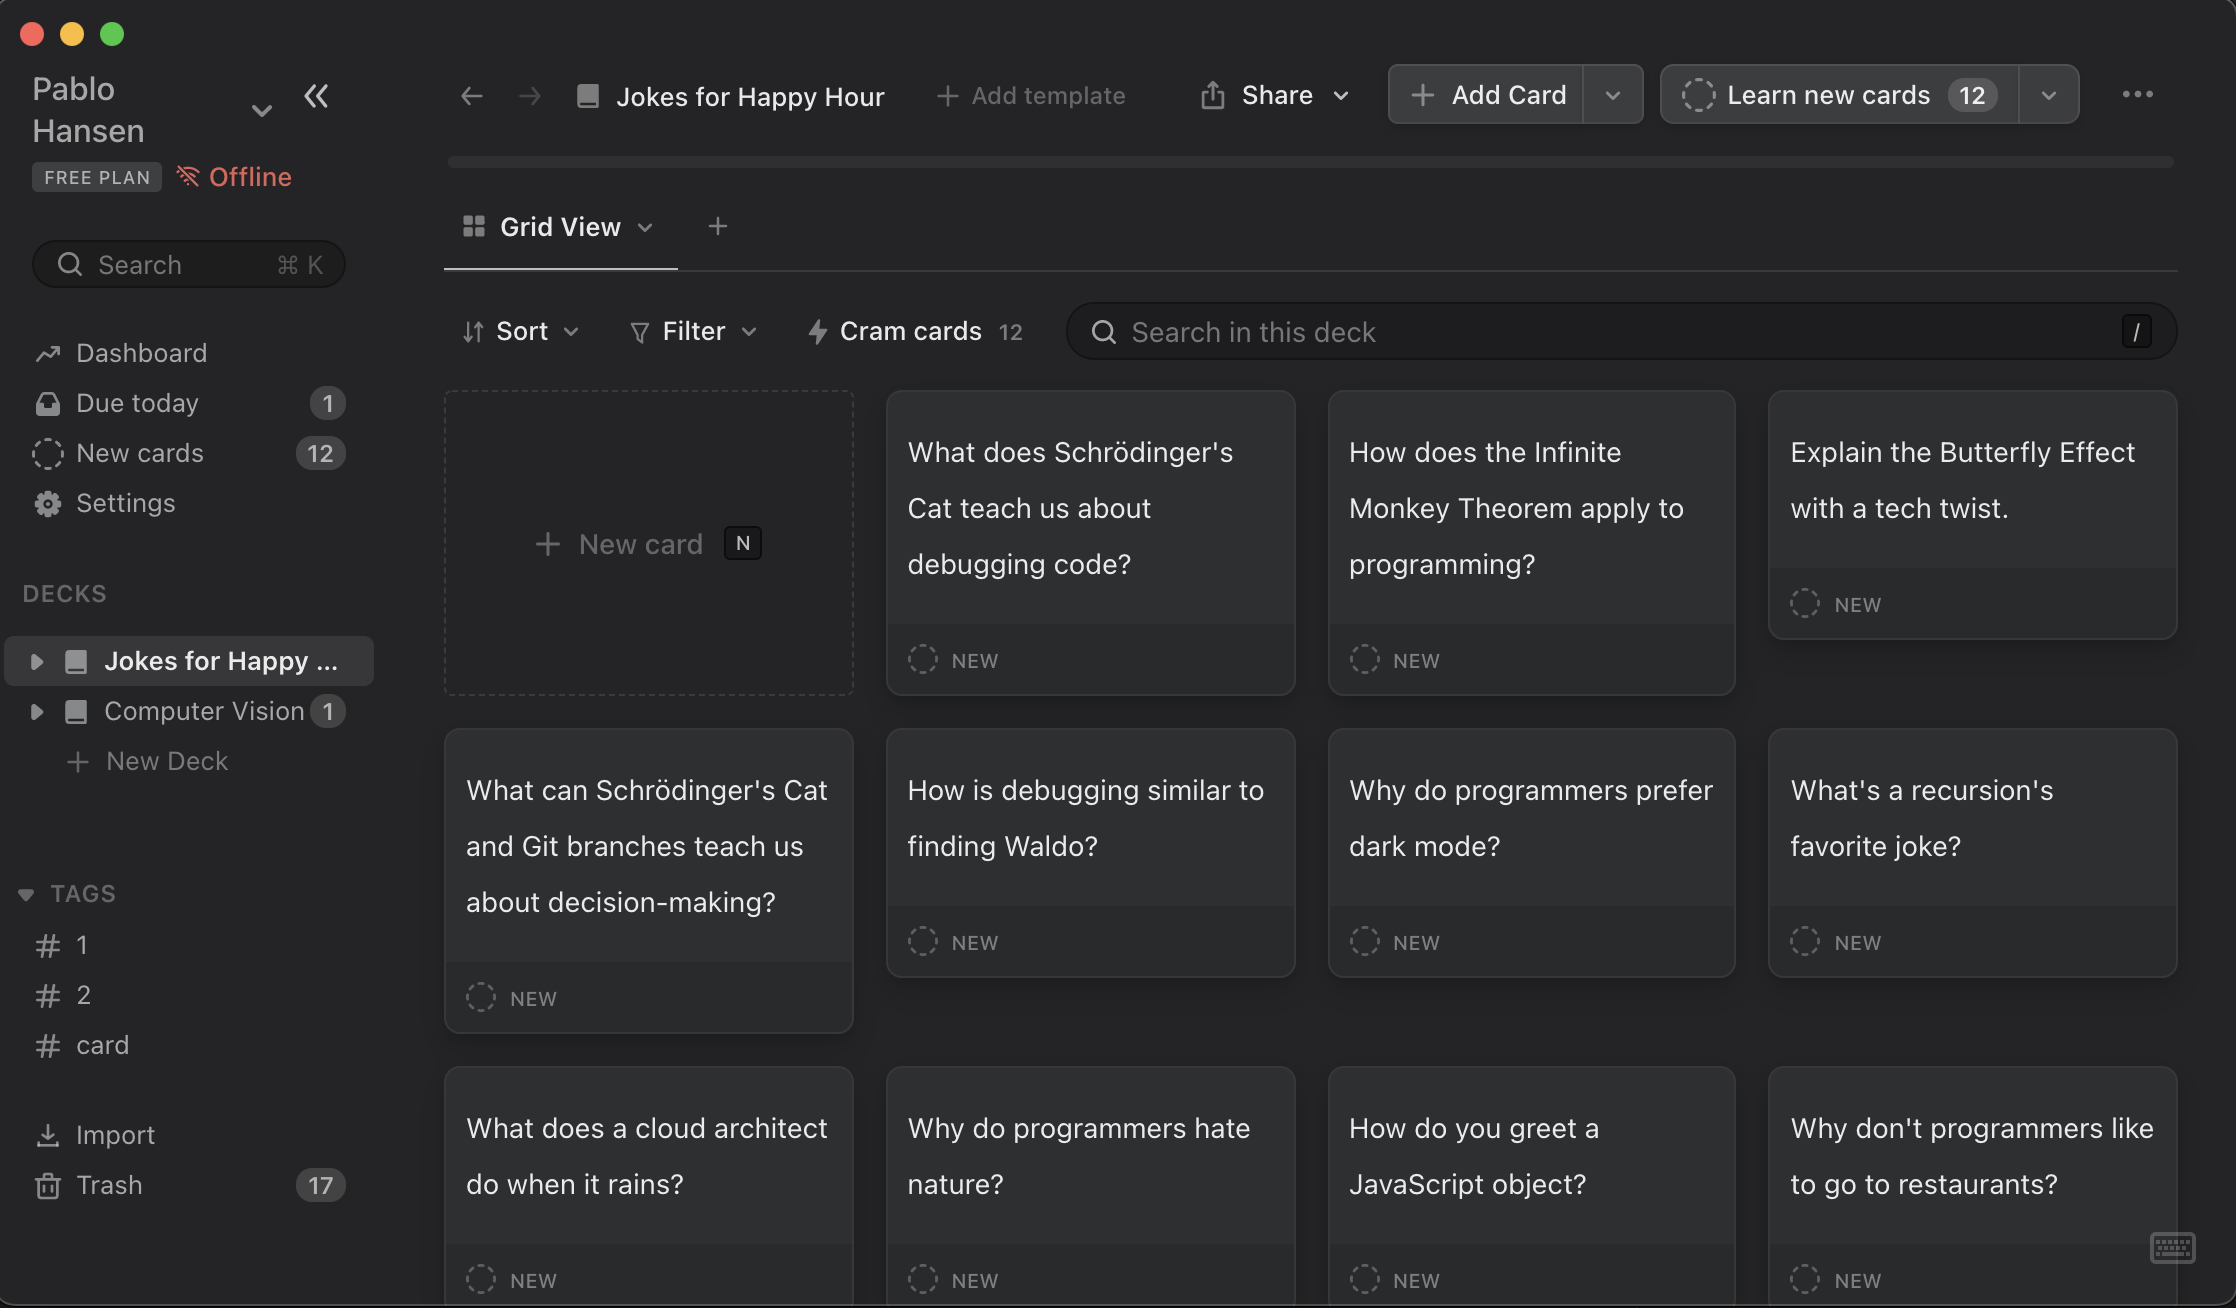 Pablo
Hansen
FREE PLAN Offline
Search ⌘ K
Dashboard
Due today 1
New cards 12
Settings
DECKS
Jokes for Happy ...
Computer Vision 1
New Deck
TAGS
# 1
# 2
# card
Import
Trash 17
Jokes for Happy Hour
Add template
Share
Add Card
Learn new cards 12
Grid View
Sort
Filter
Cram cards 12
Search in this deck /
New card N
What does Schrödinger's
Cat teach us about
debugging code?
NEW
How does the Infinite
Monkey Theorem apply to
programming?
NEW
Explain the Butterfly Effect
with a tech twist.
NEW
What can Schrödinger's Cat
and Git branches teach us
about decision-making?
NEW
How is debugging similar to
finding Waldo?
NEW
Why do programmers prefer
dark mode?
NEW
What's a recursion's
favorite joke?
NEW
What does a cloud architect
do when it rains?
NEW
Why do programmers hate
nature?
NEW
How do you greet a
JavaScript object?
NEW
Why don't programmers like
to go to restaurants?
NEW